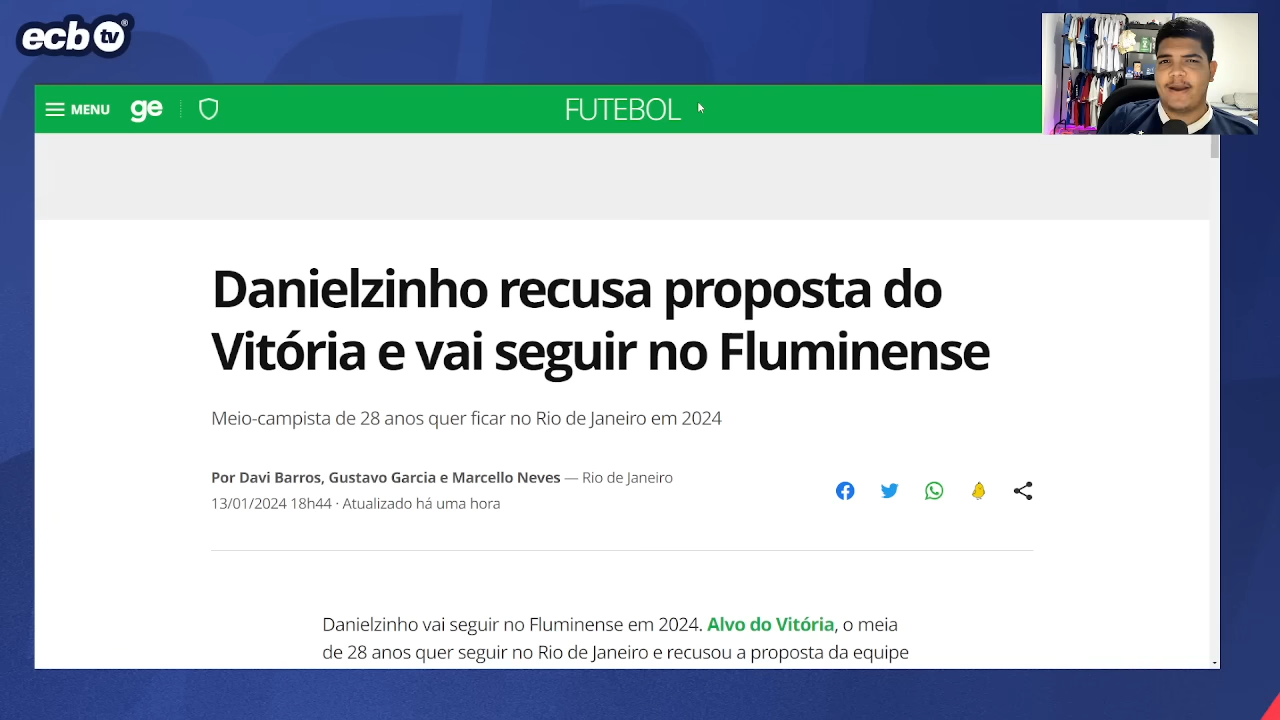 ecb tv
MENU ge FUTEBOL
Danielzinho recusa proposta do
Vitória e vai seguir no Fluminense
Meio-campista de 28 anos quer ficar no Rio de Janeiro em 2024
Por Davi Barros, Gustavo Garcia e Marcello Neves — Rio de Janeiro
13/01/2024 18h44 · Atualizado há uma hora
Danielzinho vai seguir no Fluminense em 2024. Alvo do Vitória, o meia
de 28 anos quer seguir no Rio de Janeiro e recusou a proposta da equipe